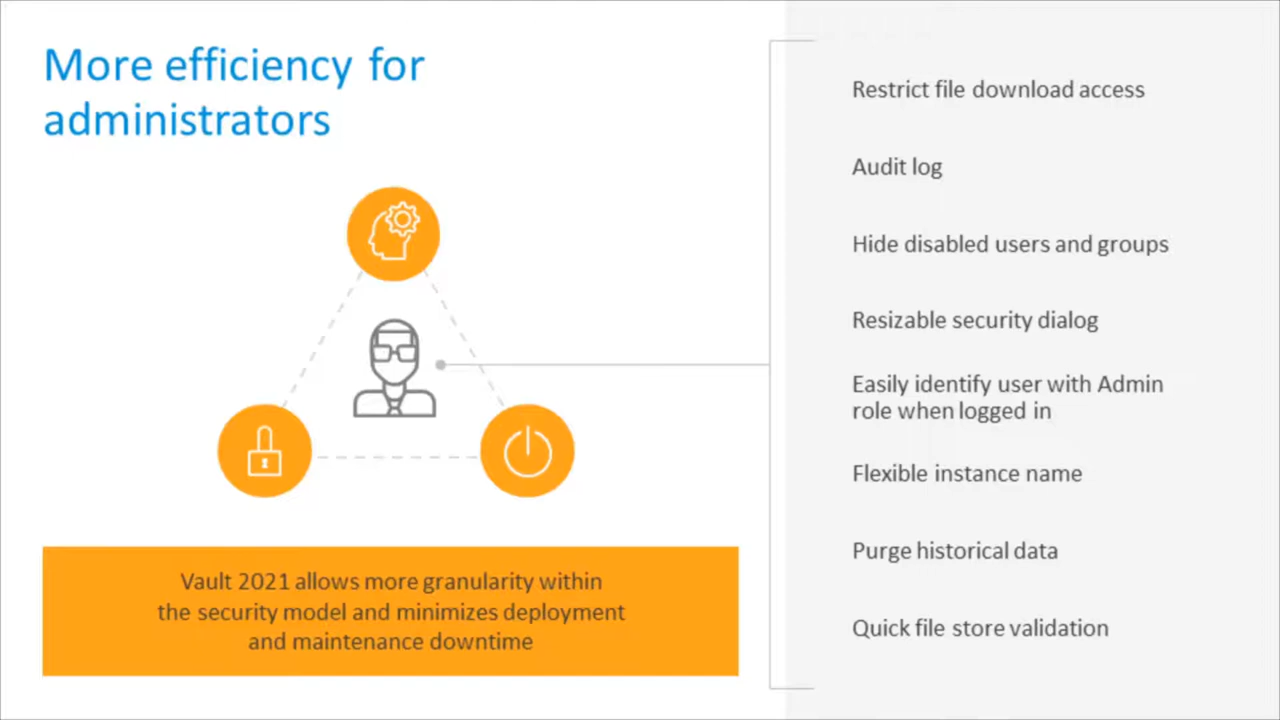 More efficiency for
administrators
Vault 2021 allows more granularity within
the security model and minimizes deployment
and maintenance downtime
Restrict file download access
Audit log
Hide disabled users and groups
Resizable security dialog
Easily identify user with Admin
role when logged in
Flexible instance name
Purge historical data
Quick file store validation